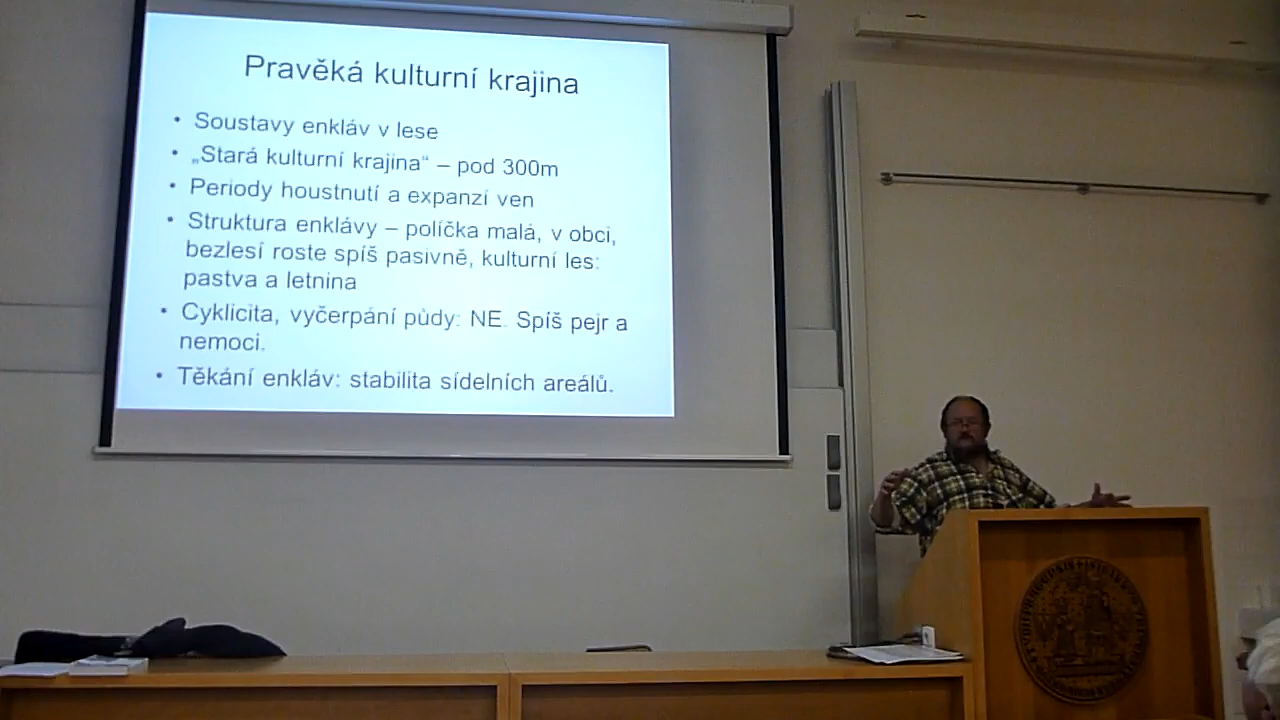 Pravěká kulturní krajina
• Soustavy enkláv v lese
• „Stará kulturní krajina“ – pod 300m
• Periody houstnutí a expanzí ven
• Struktura enklávy – políčka malá, v obci,
bezlesí roste spíš pasivně, kulturní les:
pastva a letnina
• Cyklicita, vyčerpání půdy: NE. Spíš pejr a
nemoci.
• Těkání enkláv: stabilita sídelních areálů.